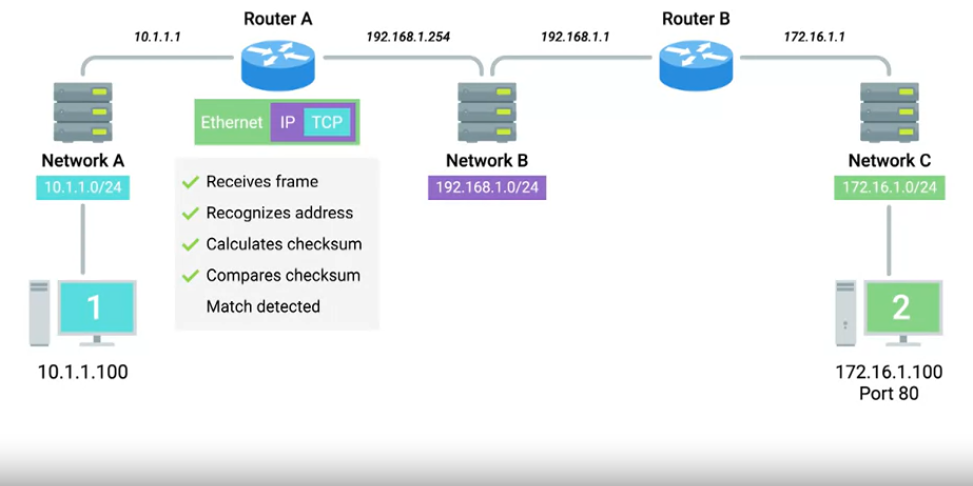 Router A
Router B
10.1.1.1
192.168.1.254
192.168.1.1
172.16.1.1
Ethernet IP TCP
Network A
Network B
Network C
10.1.1.0/24
192.168.1.0/24
172.16.1.0/24
Receives frame
Recognizes address
Calculates checksum
Compares checksum
Match detected
1
2
10.1.1.100
172.16.1.100
Port 80